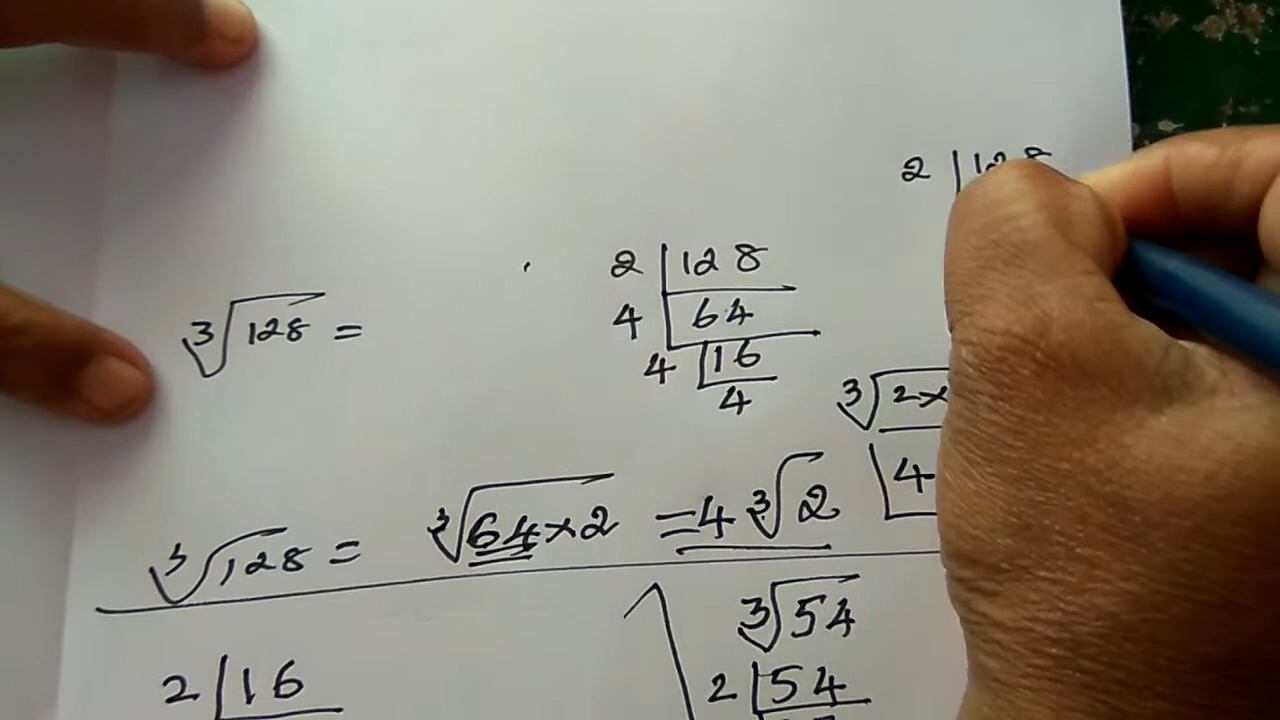 2 | 128
2 | 128
4 | 64
4 | 16
4
∛128 =
∛2×
4
∛128 = ∛64×2 = 4 ∛2
∛54
2 | 16
2 | 54